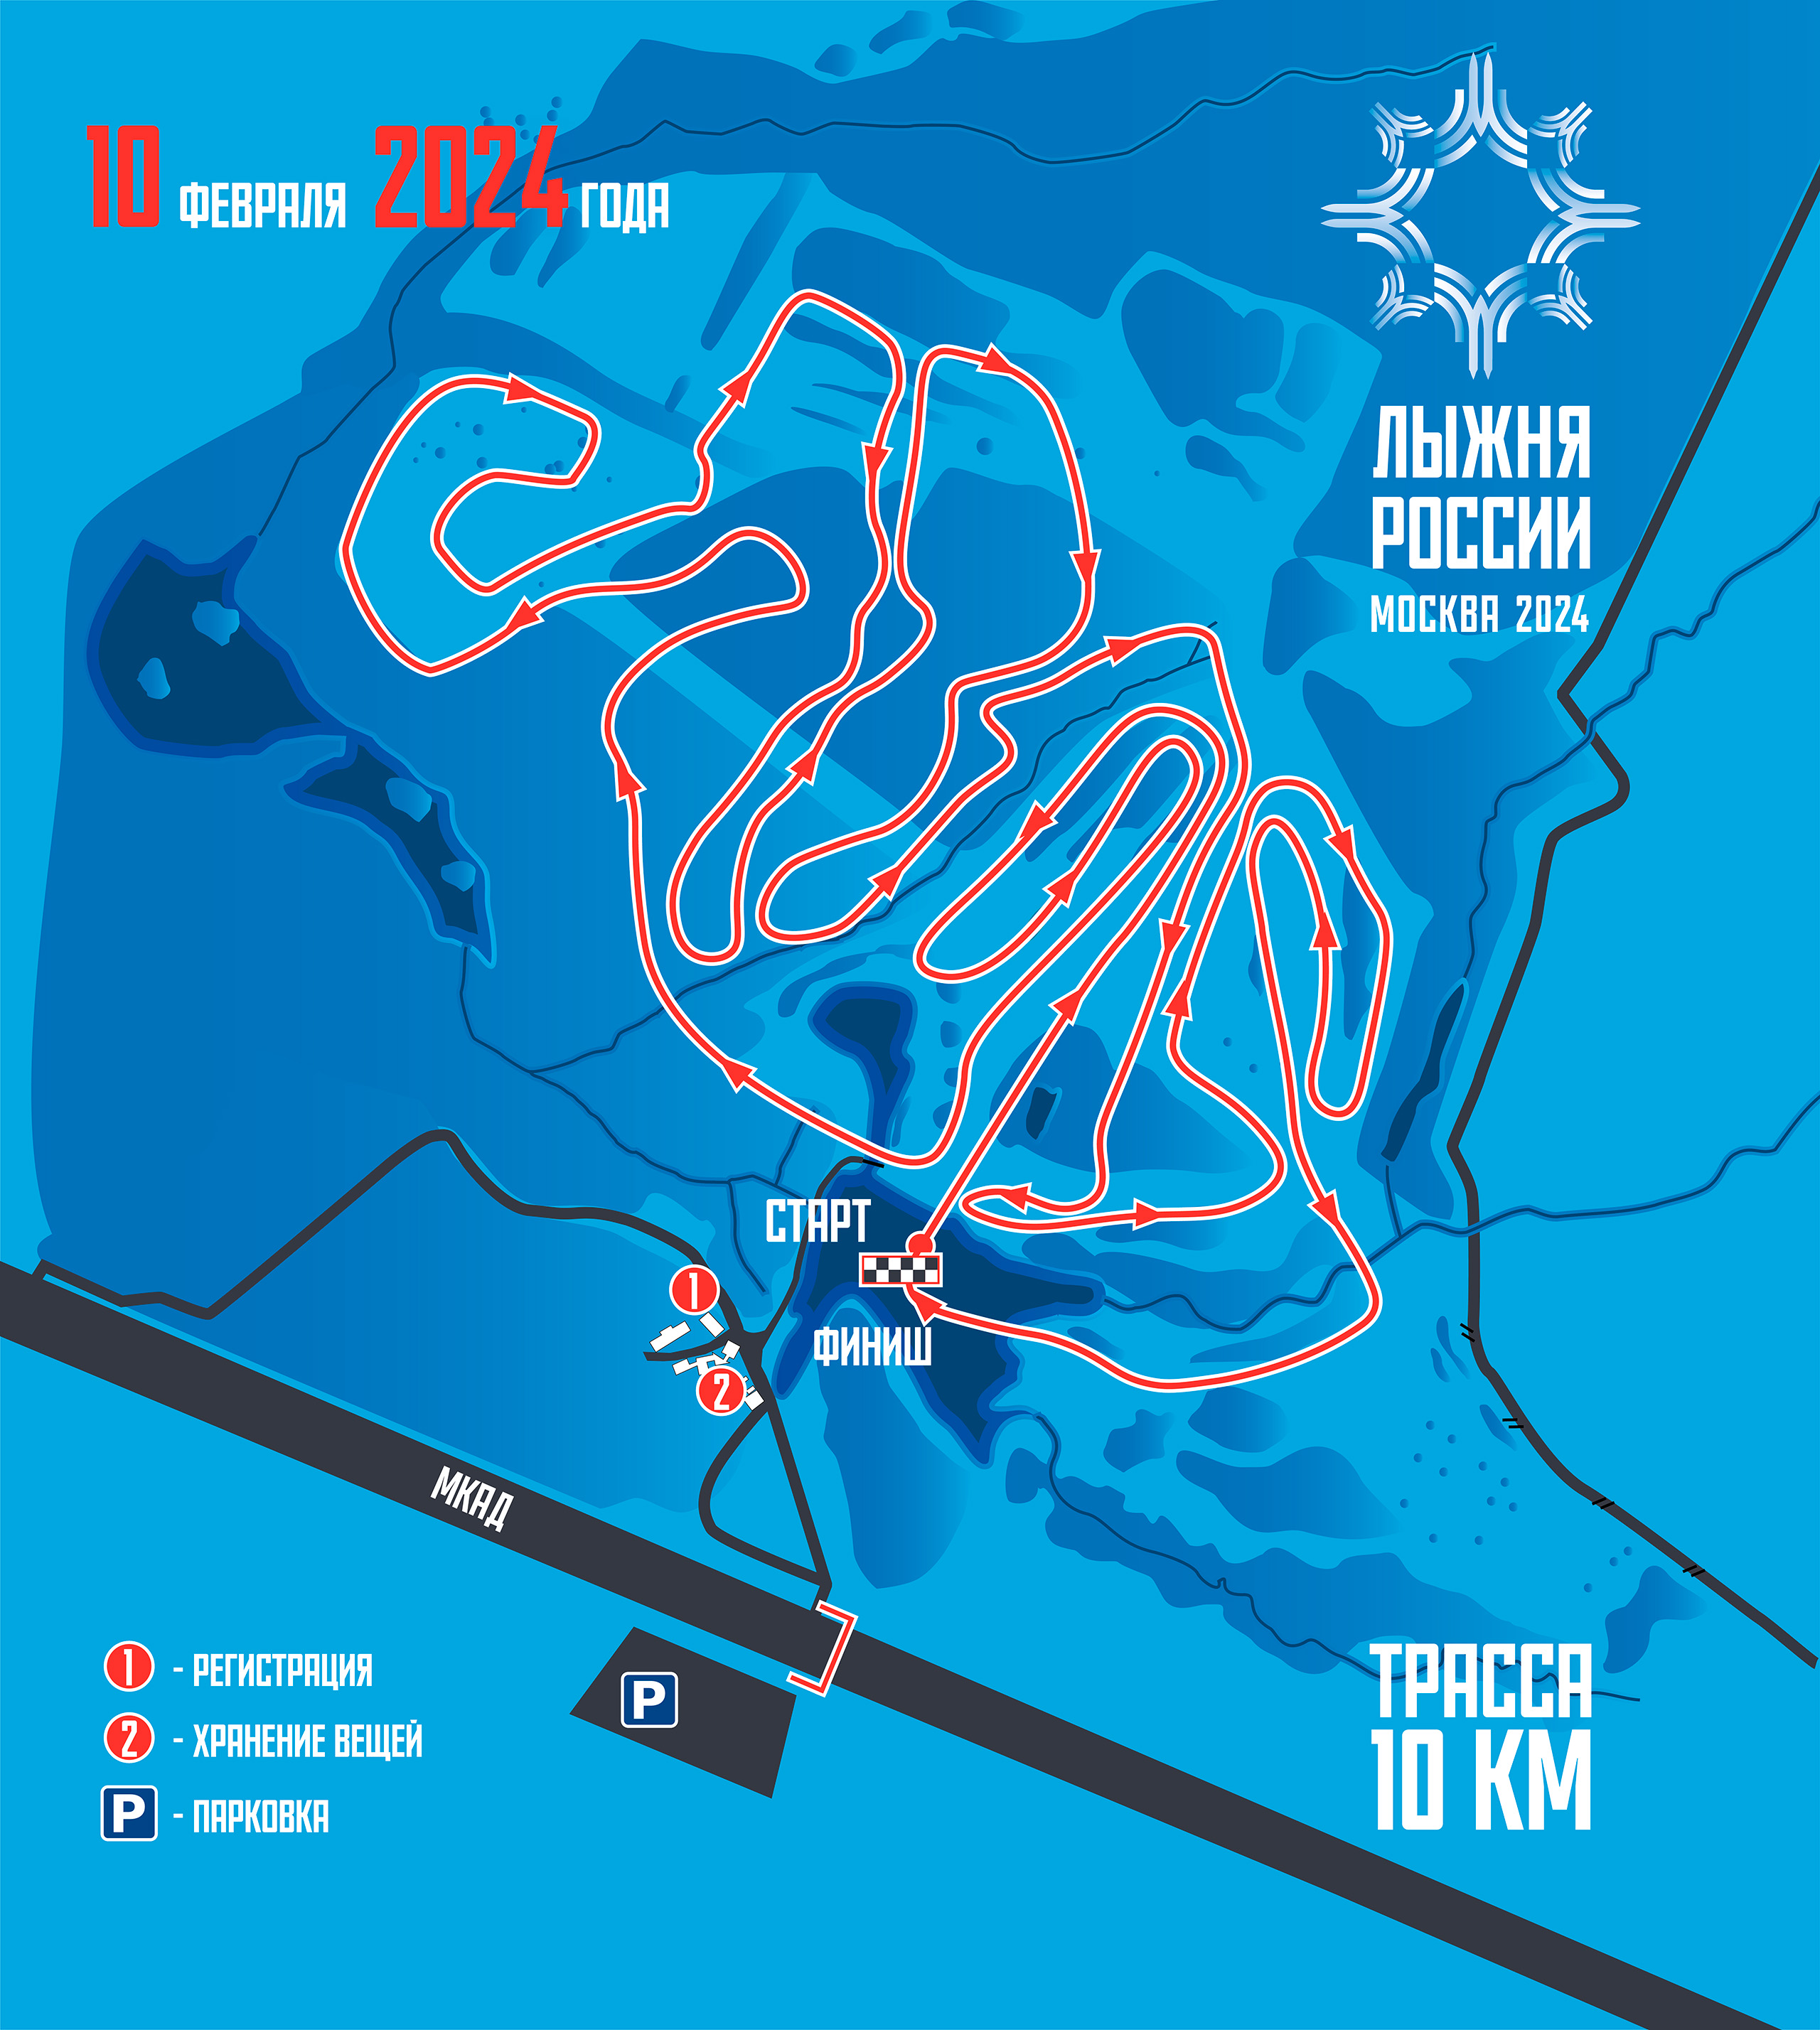 10 ФЕВРАЛЯ 2024 ГОДА
ЛЫЖНЯ
РОССИИ
МОСКВА 2024
СТАРТ
1
ФИНИШ
2
МКАД
P
1 - РЕГИСТРАЦИЯ
2 - ХРАНЕНИЕ ВЕЩЕЙ
P - ПАРКОВКА
ТРАССА
10 КМ